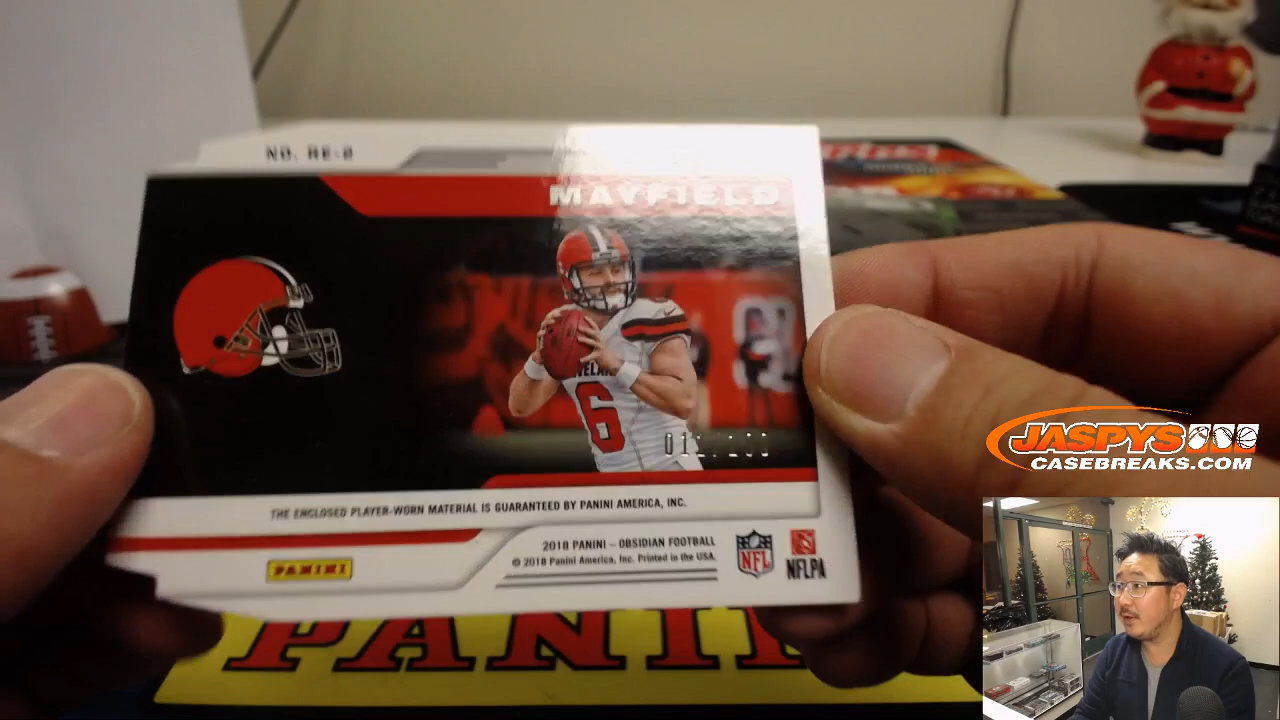 NO. RE-2
MAYFIELD
6
THE ENCLOSED PLAYER-WORN MATERIAL IS GUARANTEED BY PANINI AMERICA, INC.
2018 PANINI – OBSIDIAN FOOTBALL
© 2018 Panini America, Inc. Printed in the USA.
PANINI
NFL
NFLPA
PANINI
JASPYS
CASEBREAKS.COM